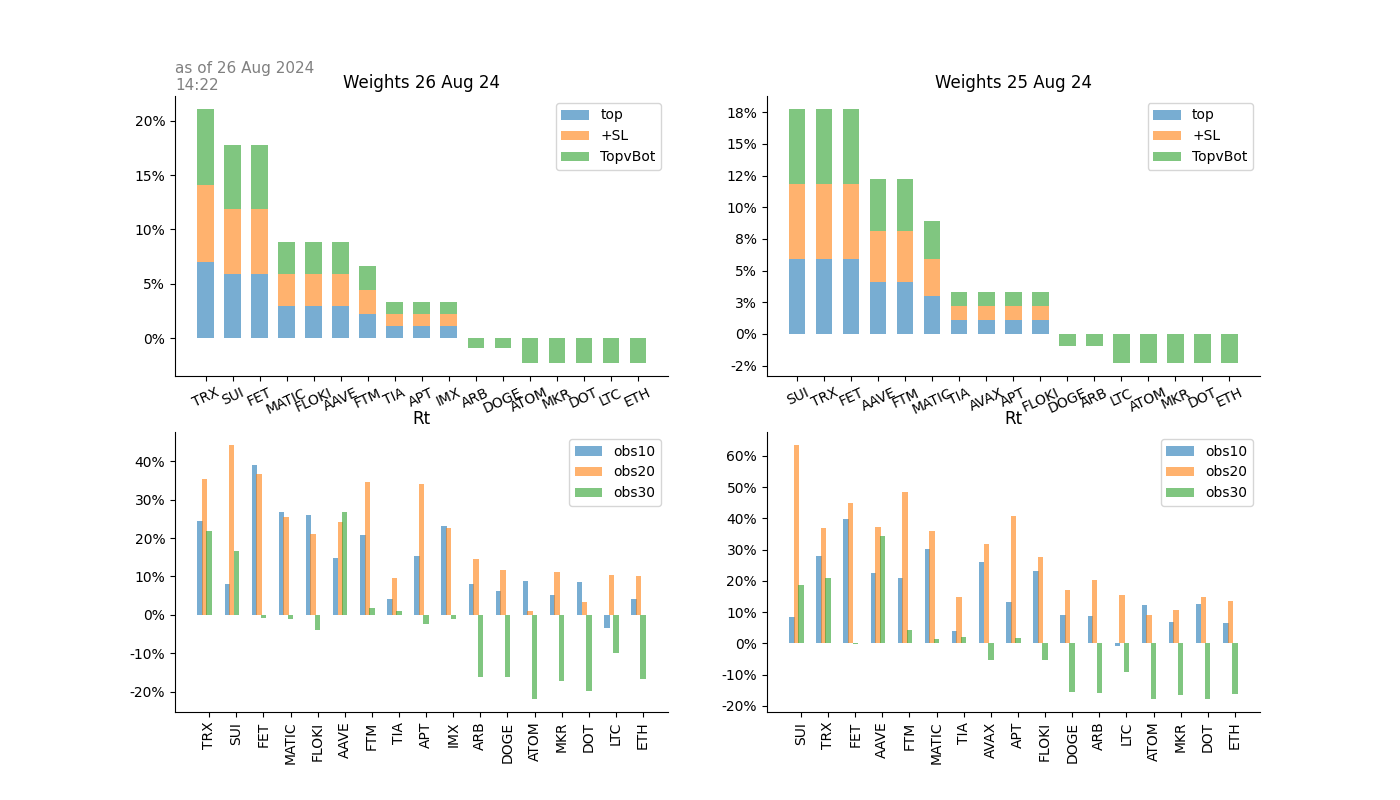 as of 26 Aug 2024
14:22
Weights 26 Aug 24
20%
15%
10%
5%
0%
top
+SL
TopvBot
TRX SUI FET MATIC FLOKI AAVE FTM TIA APT IMX ARB DOGE ATOM MKR DOT LTC ETH
Weights 25 Aug 24
18%
15%
12%
10%
8%
5%
3%
0%
-2%
top
+SL
TopvBot
SUI TRX FET AAVE FTM MATIC TIA AVAX APT FLOKI DOGE ARB LTC ATOM MKR DOT ETH
Rt
40%
30%
20%
10%
0%
-10%
-20%
obs10
obs20
obs30
TRX SUI FET MATIC FLOKI AAVE FTM TIA APT IMX ARB DOGE ATOM MKR DOT LTC ETH
Rt
60%
50%
40%
30%
20%
10%
0%
-10%
-20%
obs10
obs20
obs30
SUI TRX FET AAVE FTM MATIC TIA AVAX APT FLOKI DOGE ARB LTC ATOM MKR DOT ETH